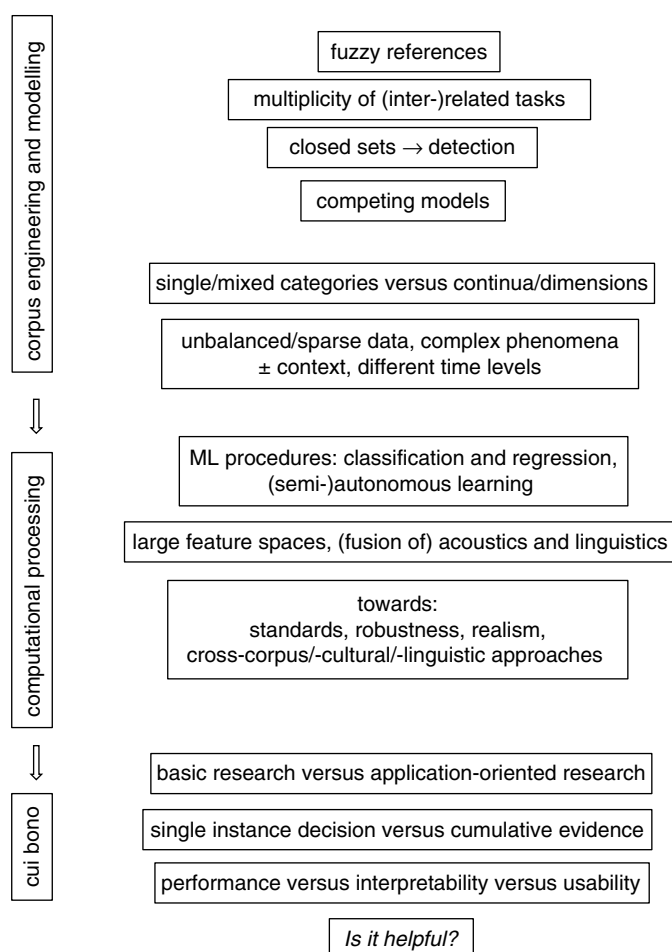 corpus engineering and modelling
fuzzy references
multiplicity of (inter-)related tasks
closed sets → detection
competing models
single/mixed categories versus continua/dimensions
unbalanced/sparse data, complex phenomena
± context, different time levels
computational processing
ML procedures: classification and regression,
(semi-)autonomous learning
large feature spaces, (fusion of) acoustics and linguistics
towards:
standards, robustness, realism,
cross-corpus/-cultural/-linguistic approaches
cui bono
basic research versus application-oriented research
single instance decision versus cumulative evidence
performance versus interpretability versus usability
Is it helpful?